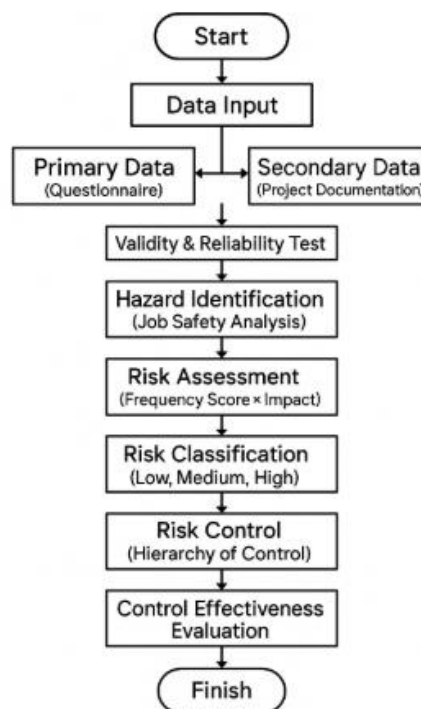 Start
Data Input
Primary Data
(Questionnaire)
Secondary Data
(Project Documentation)
Validity & Reliability Test
Hazard Identification
(Job Safety Analysis)
Risk Assessment
(Frequency Score × Impact)
Risk Classification
(Low, Medium, High)
Risk Control
(Hierarchy of Control)
Control Effectiveness
Evaluation
Finish